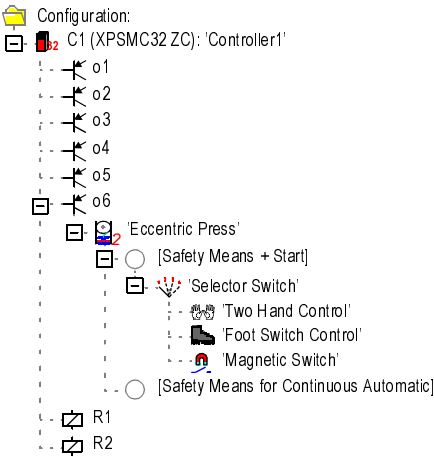 Configuration:
32 C1 (XPSMC32 ZC): 'Controller1'
o1
o2
o3
o4
o5
o6
2 'Eccentric Press'
[Safety Means + Start]
'Selector Switch'
'Two Hand Control'
'Foot Switch Control'
'Magnetic Switch'
[Safety Means for Continuous Automatic]
R1
R2